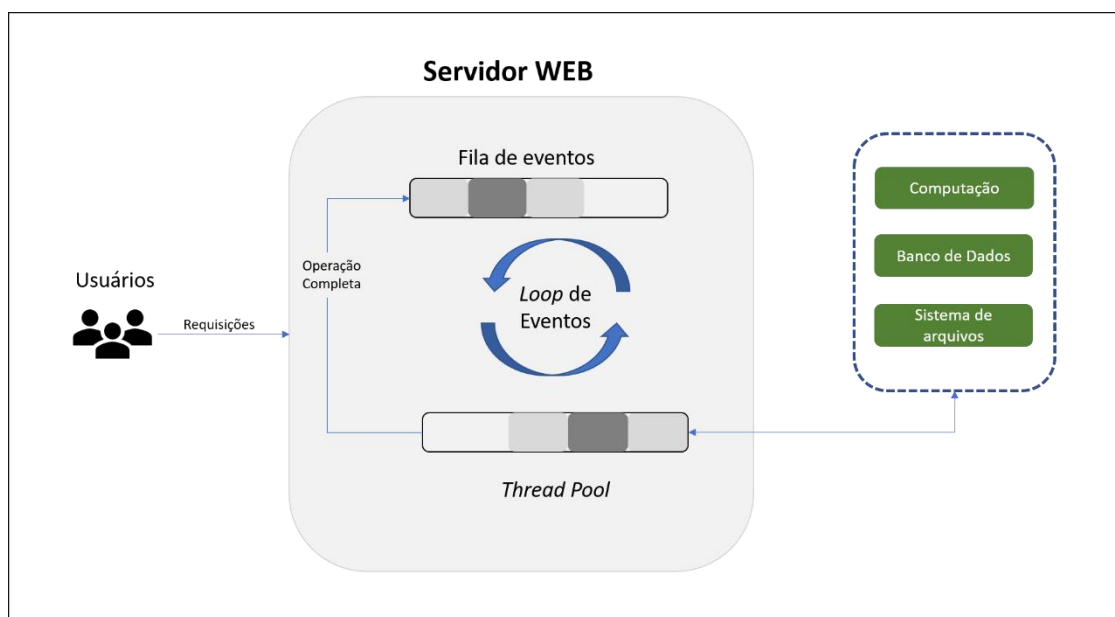 Servidor WEB
Fila de eventos
Operação
Completa
Usuários
Requisições
Loop de
Eventos
Thread Pool
Computação
Banco de Dados
Sistema de
arquivos